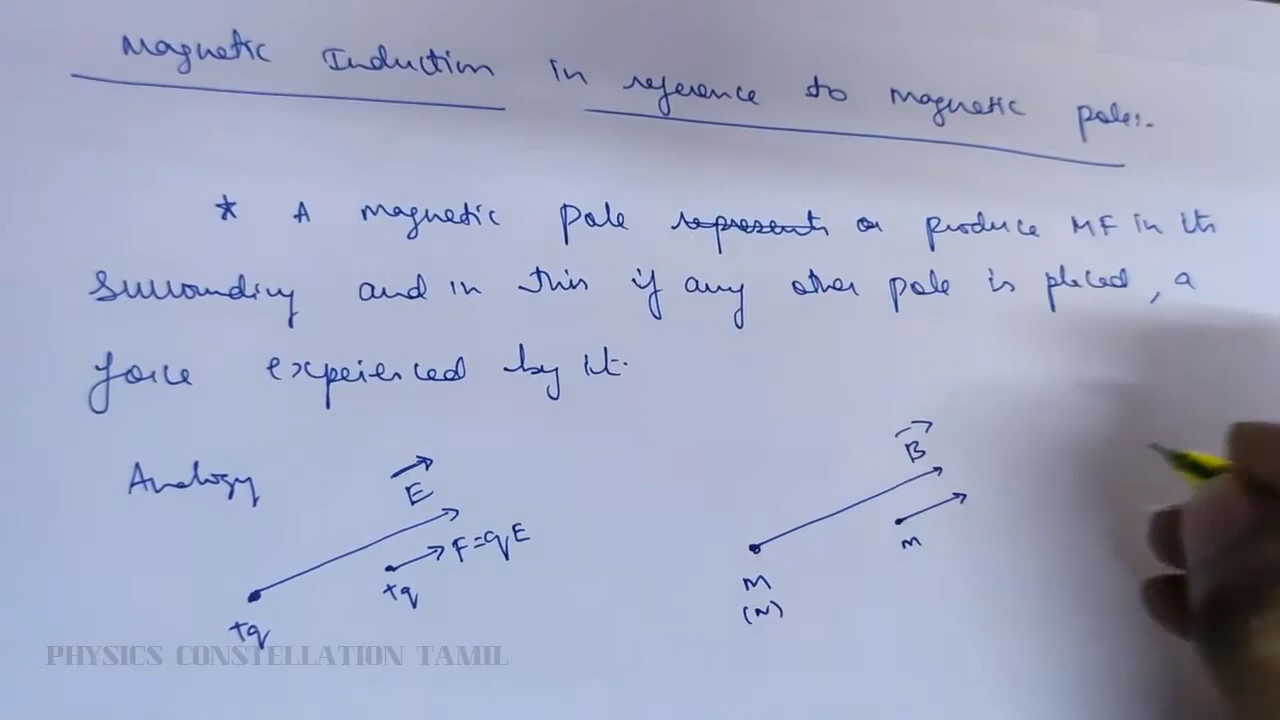 Magnetic Induction in reference to magnetic poles.
* A magnetic pole represents or produce MF in its
surrounding and in this if any other pole is placed, a
force experienced by it.
Analogy
E
F=qE
+q
+q
B
m
M
(N)
PHYSICS CONSTELLATION TAMIL